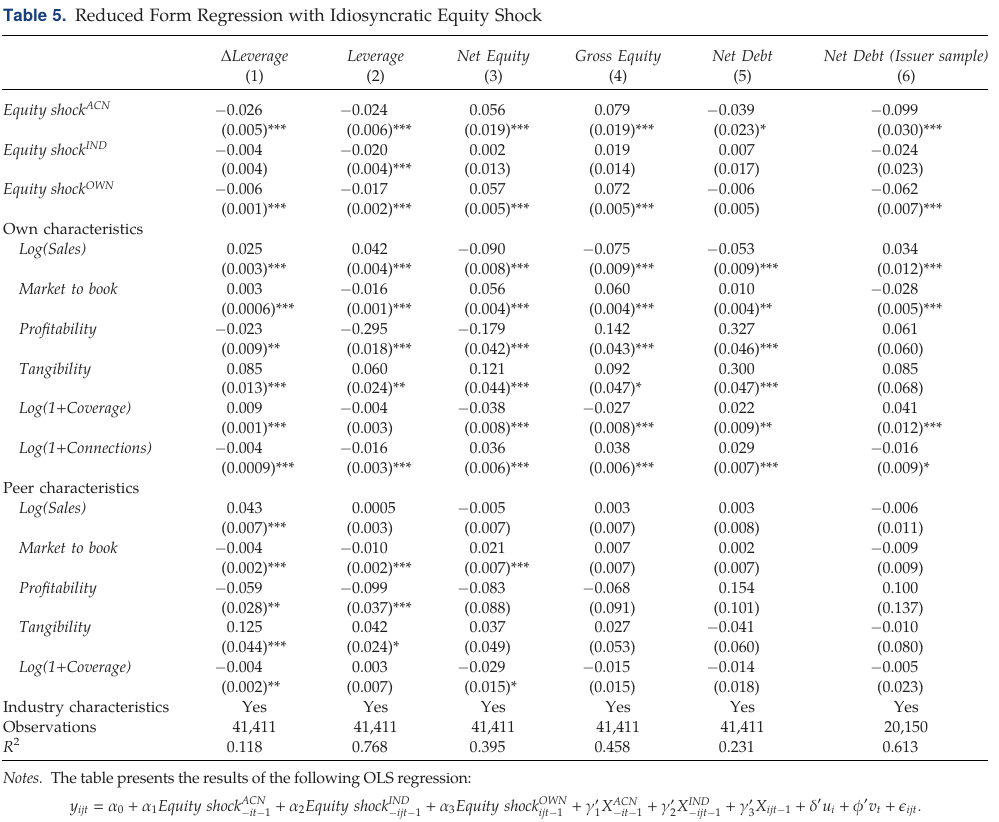 Table 5. Reduced Form Regression with Idiosyncratic Equity Shock
ΔLeverage Leverage Net Equity Gross Equity Net Debt Net Debt (Issuer sample)
(1) (2) (3) (4) (5) (6)
Equity shock^ACN −0.026 −0.024 0.056 0.079 −0.039 −0.099
(0.005)*** (0.006)*** (0.019)*** (0.019)*** (0.023)* (0.030)***
Equity shock^IND −0.004 −0.020 0.002 0.019 0.007 −0.024
(0.004) (0.004)*** (0.013) (0.014) (0.017) (0.023)
Equity shock^OWN −0.006 −0.017 0.057 0.072 −0.006 −0.062
(0.001)*** (0.002)*** (0.005)*** (0.005)*** (0.005) (0.007)***
Own characteristics
Log(Sales) 0.025 0.042 −0.090 −0.075 −0.053 0.034
(0.003)*** (0.004)*** (0.008)*** (0.009)*** (0.009)*** (0.012)***
Market to book 0.003 −0.016 0.056 0.060 0.010 −0.028
(0.0006)*** (0.001)*** (0.004)*** (0.004)*** (0.004)** (0.005)***
Profitability −0.023 −0.295 −0.179 0.142 0.327 0.061
(0.009)** (0.018)*** (0.042)*** (0.043)*** (0.046)*** (0.060)
Tangibility 0.085 0.060 0.121 0.092 0.300 0.085
(0.013)*** (0.024)** (0.044)*** (0.047)* (0.047)*** (0.068)
Log(1+Coverage) 0.009 −0.004 −0.038 −0.027 0.022 0.041
(0.001)*** (0.003) (0.008)*** (0.008)*** (0.009)** (0.012)***
Log(1+Connections) −0.004 −0.016 0.036 0.038 0.029 −0.016
(0.0009)*** (0.003)*** (0.006)*** (0.006)*** (0.007)*** (0.009)*
Peer characteristics
Log(Sales) 0.043 0.0005 −0.005 0.003 0.003 −0.006
(0.007)*** (0.003) (0.007) (0.007) (0.008) (0.011)
Market to book −0.004 −0.010 0.021 0.007 0.002 −0.009
(0.002)*** (0.002)*** (0.007)*** (0.007) (0.007) (0.009)
Profitability −0.059 −0.099 −0.083 −0.068 0.154 0.100
(0.028)** (0.037)*** (0.088) (0.091) (0.101) (0.137)
Tangibility 0.125 0.042 0.037 0.027 −0.041 −0.010
(0.044)*** (0.024)* (0.049) (0.053) (0.060) (0.080)
Log(1+Coverage) −0.004 0.003 −0.029 −0.015 −0.014 −0.005
(0.002)** (0.007) (0.015)* (0.015) (0.018) (0.023)
Industry characteristics Yes Yes Yes Yes Yes Yes
Observations 41,411 41,411 41,411 41,411 41,411 20,150
R² 0.118 0.768 0.395 0.458 0.231 0.613
Notes. The table presents the results of the following OLS regression:
y_{ijt} = α_0 + α_1 Equity shock^{ACN}_{−it−1} + α_2 Equity shock^{IND}_{−ijt−1} + α_3 Equity shock^{OWN}_{ijt−1} + γ′_1 X^{ACN}_{−it−1} + γ′_2 X^{IND}_{−ijt−1} + γ′_3 X_{ijt−1} + δ′u_i + ϕ′v_t + ϵ_{ijt}.